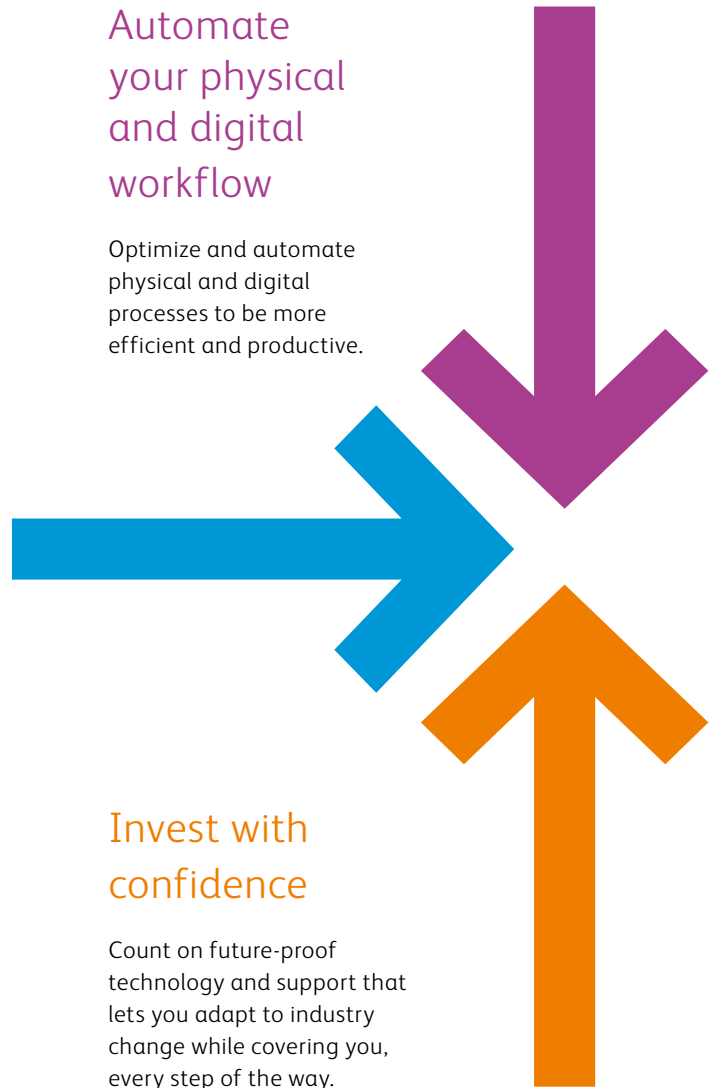 Automate
your physical
and digital
workflow
Optimize and automate
physical and digital
processes to be more
efficient and productive.
Invest with
confidence
Count on future-proof
technology and support that
lets you adapt to industry
change while covering you,
every step of the way.